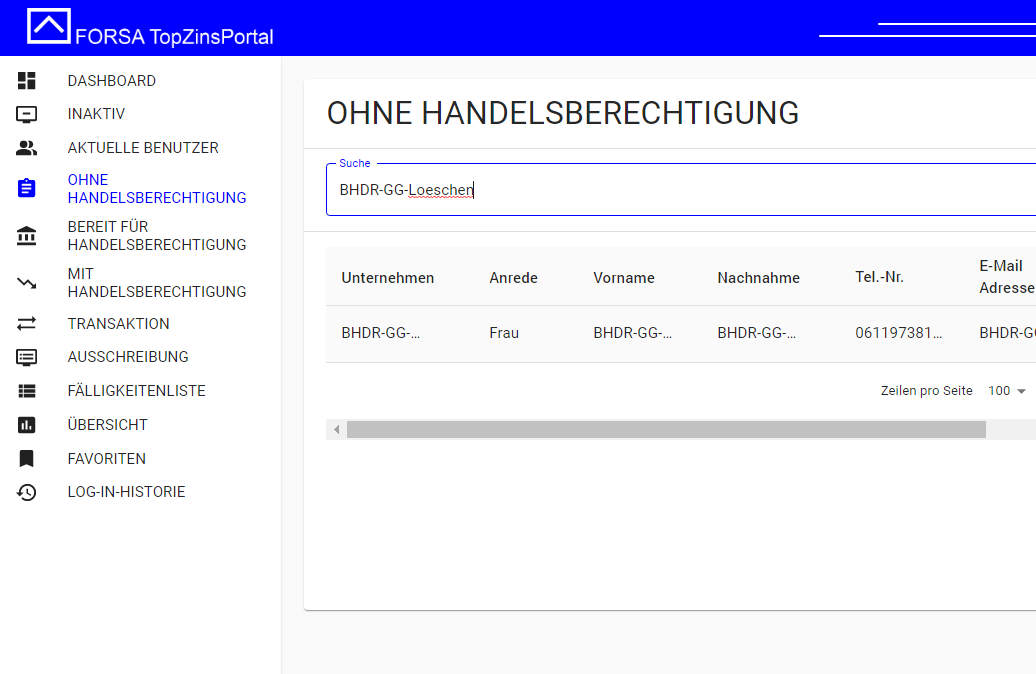 FORSA TopZinsPortal
DASHBOARD
INAKTIV
AKTUELLE BENUTZER
OHNE
HANDELSBERECHTIGUNG
BEREIT FÜR
HANDELSBERECHTIGUNG
MIT
HANDELSBERECHTIGUNG
TRANSAKTION
AUSSCHREIBUNG
FÄLLIGKEITENLISTE
ÜBERSICHT
FAVORITEN
LOG-IN-HISTORIE
OHNE HANDELSBERECHTIGUNG
Suche
BHDR-GG-Loeschen
Unternehmen Anrede Vorname Nachnahme Tel.-Nr. E-Mail
Adresse
BHDR-GG-... Frau BHDR-GG-... BHDR-GG-... 061197381... BHDR-GG
Zeilen pro Seite 100